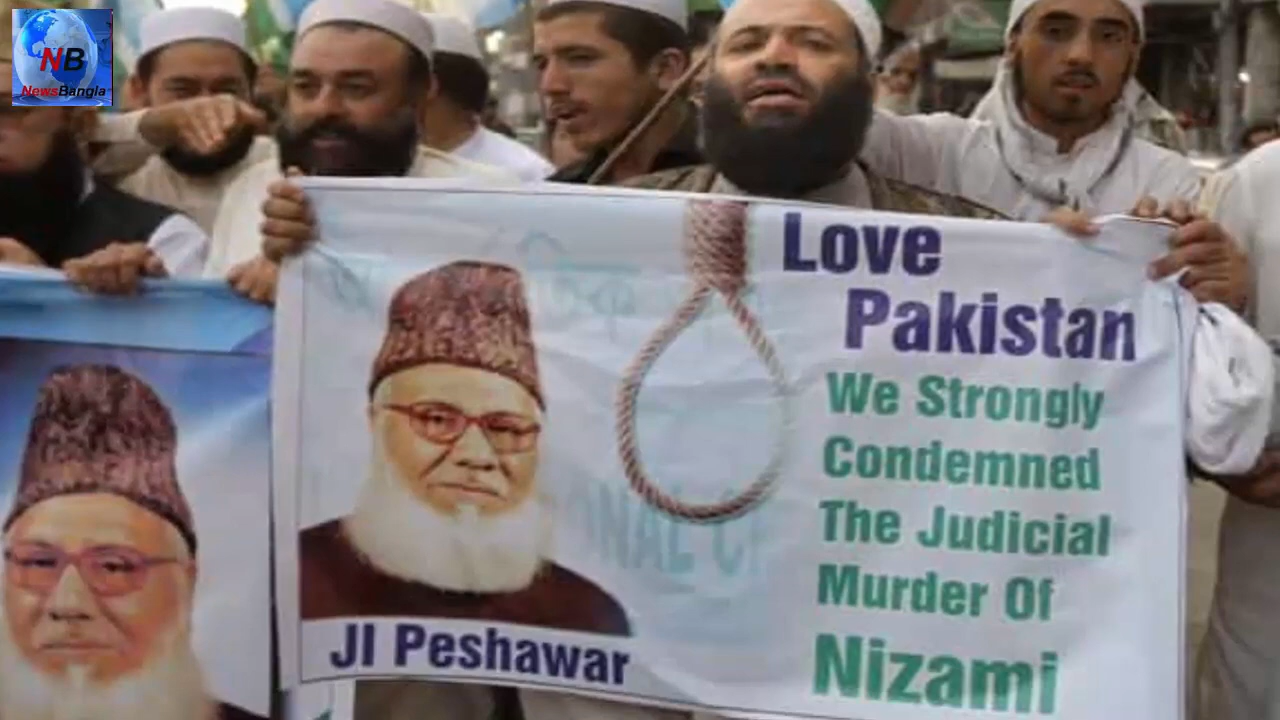 NB
NewsBangla
Love
Pakistan
We Strongly
Condemned
The Judicial
Murder Of
Nizami
JI Peshawar